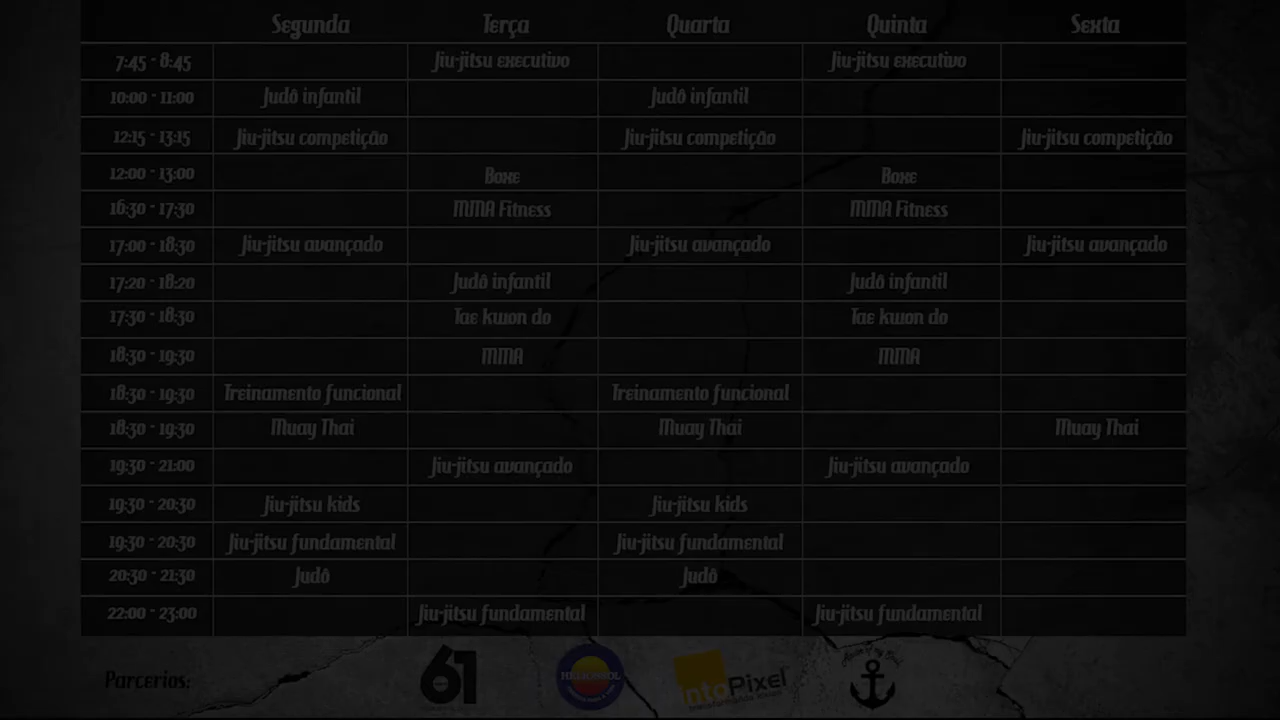 Segunda Terça Quarta Quinta Sexta
7:45 - 8:45 Jiu-jitsu executivo Jiu-jitsu executivo
10:00 - 11:00 Judô infantil Judô infantil
12:15 - 13:15 Jiu-jitsu competição Jiu-jitsu competição Jiu-jitsu competição
12:00 - 13:00 Boxe Boxe
16:30 - 17:30 MMA Fitness MMA Fitness
17:00 - 18:30 Jiu-jitsu avançado Jiu-jitsu avançado Jiu-jitsu avançado
17:20 - 18:20 Judô infantil Judô infantil
17:30 - 18:30 Tae kwon do Tae kwon do
18:30 - 19:30 MMA MMA
18:30 - 19:30 Treinamento funcional Treinamento funcional
18:30 - 19:30 Muay Thai Muay Thai Muay Thai
19:30 - 21:00 Jiu-jitsu avançado Jiu-jitsu avançado
19:30 - 20:30 Jiu-jitsu kids Jiu-jitsu kids
19:30 - 20:30 Jiu-jitsu fundamental Jiu-jitsu fundamental
20:30 - 21:30 Judô Judô
22:00 - 23:00 Jiu-jitsu fundamental Jiu-jitsu fundamental
Parcerios: 61 HELIOSSOL intoPixel